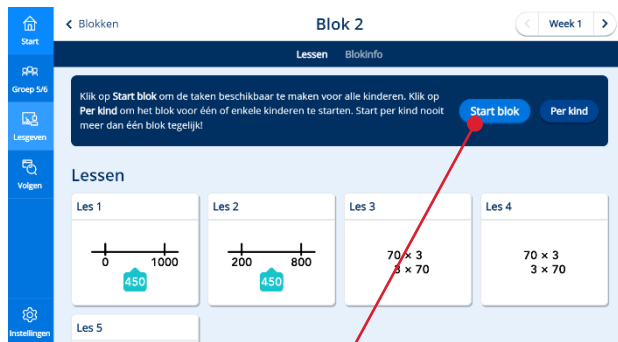 Start
Groep 5/6
Lesgeven
Volgen
Instellingen
Blokken
Blok 2
Week 1
Lessen
Blokinfo
Klik op Start blok om de taken beschikbaar te maken voor alle kinderen. Klik op
Per kind om het blok voor één of enkele kinderen te starten. Start per kind nooit
meer dan één blok tegelijk!
Start blok
Per kind
Lessen
Les 1
0 1000
450
Les 2
200 800
450
Les 3
70 × 3
3 × 70
Les 4
70 × 3
3 × 70
Les 5